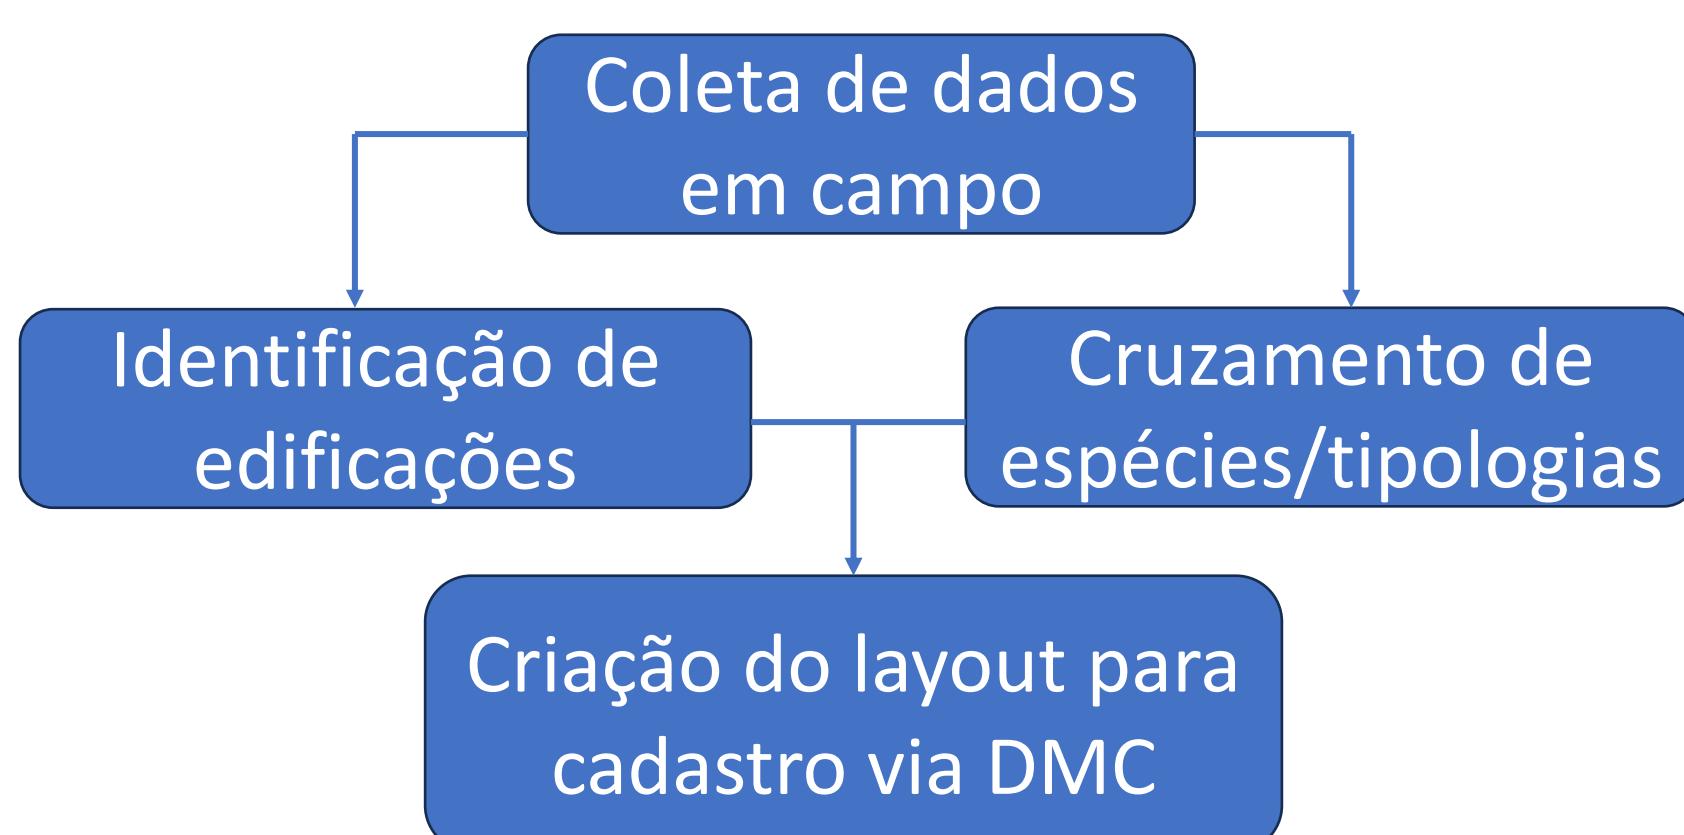 Coleta de dados
em campo
Identificação de
edificações
Cruzamento de
espécies/tipologias
Criação do layout para
cadastro via DMC